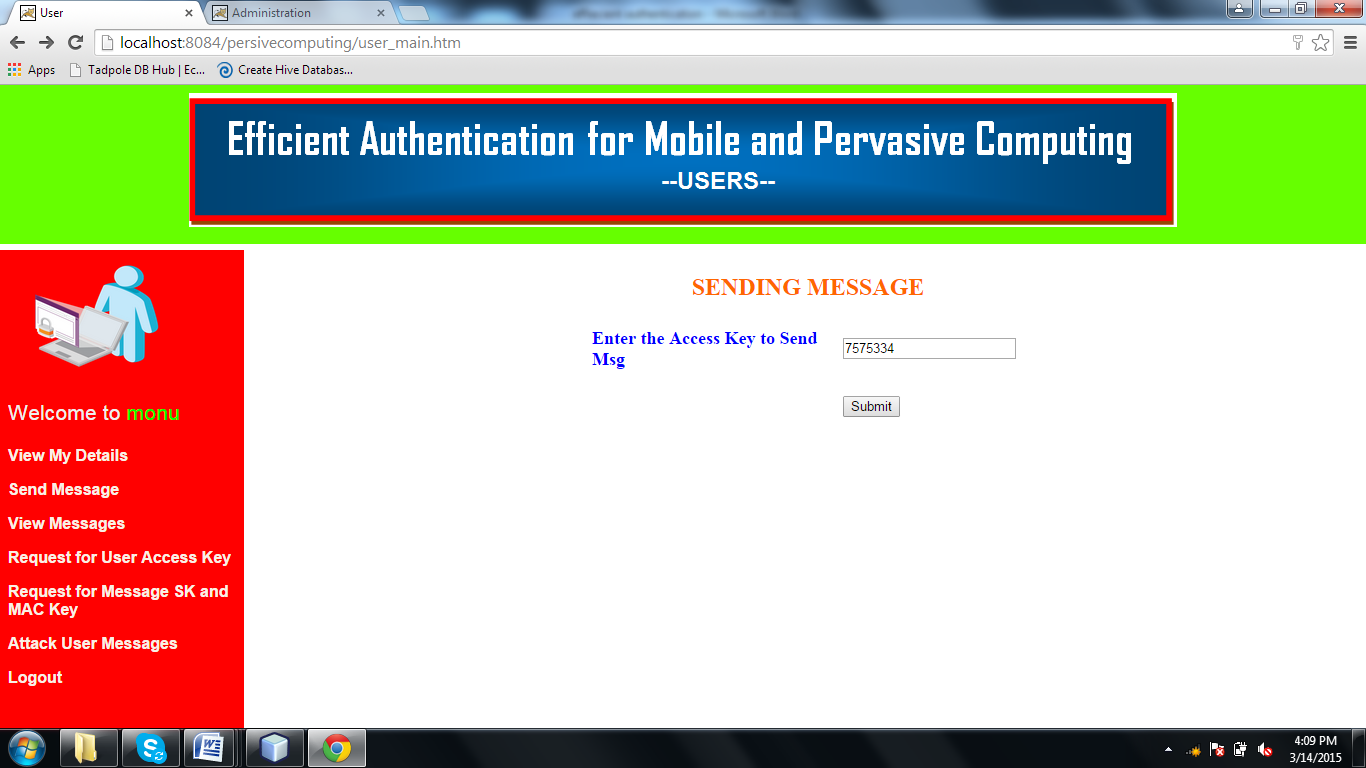 User
Administration
localhost:8084/persivecomputing/user_main.htm
Apps
Tadpole DB Hub | Ec...
Create Hive Databas...
Efficient Authentication for Mobile and Pervasive Computing
--USERS--
SENDING MESSAGE
Enter the Access Key to Send
Msg
7575334
Submit
Welcome to monu
View My Details
Send Message
View Messages
Request for User Access Key
Request for Message SK and
MAC Key
Attack User Messages
Logout
4:09 PM
3/14/2015